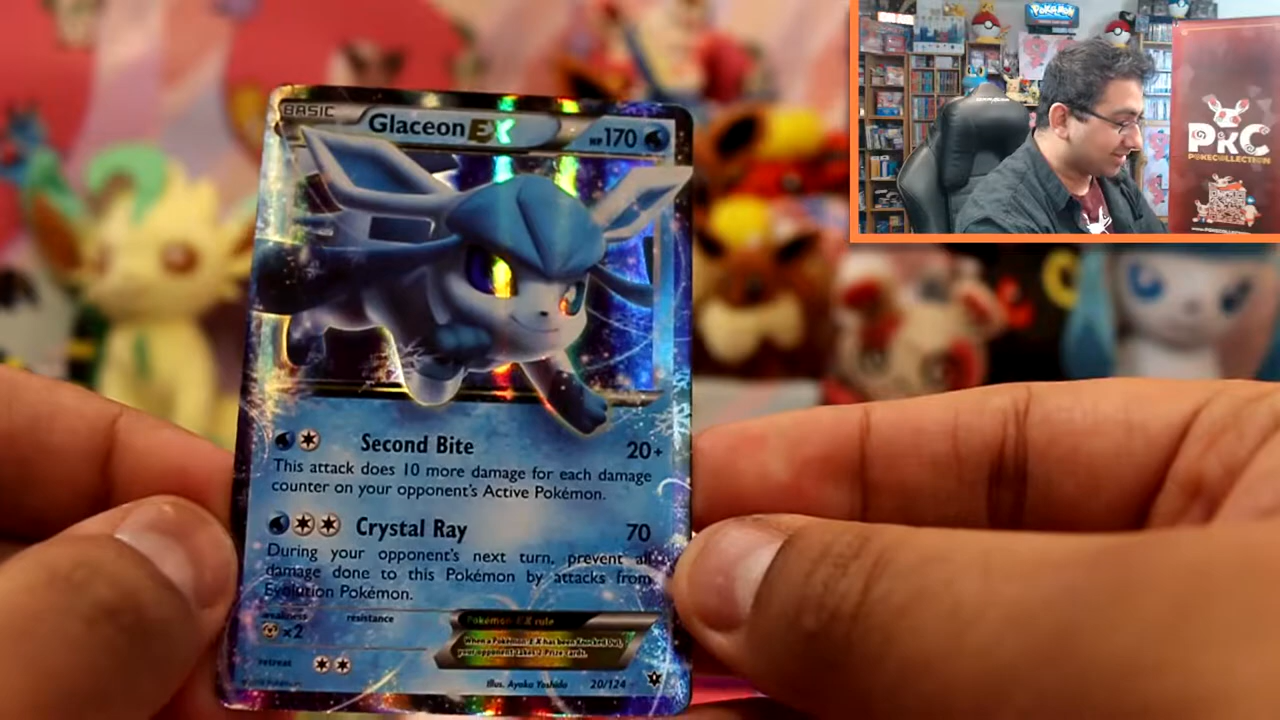 BASIC
Glaceon EX
HP170
Second Bite
20+
This attack does 10 more damage for each damage
counter on your opponent's Active Pokémon.
Crystal Ray
70
During your opponent's next turn, prevent all
damage done to this Pokémon by attacks from
Evolution Pokémon.
weakness
resistance
x2
Pokémon-EX rule
When a Pokémon-EX has been Knocked Out,
your opponent takes 2 Prize cards.
retreat
Illus. Ayaka Yoshida
20/124
POKéMON
PKC
POKECOLLECTION